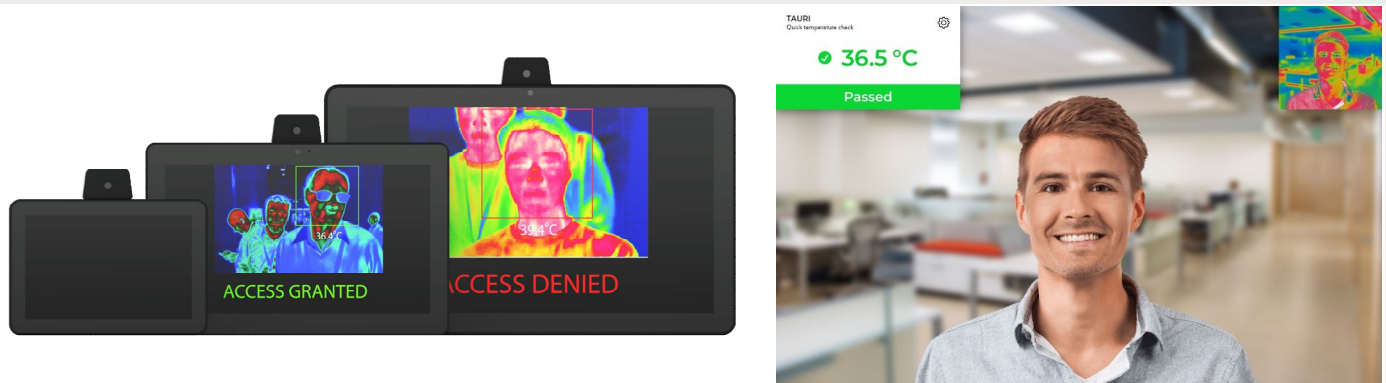 36.4°C
ACCESS GRANTED
39.4°C
ACCESS DENIED
TAURI
Quick temperature check
36.5 °C
Passed